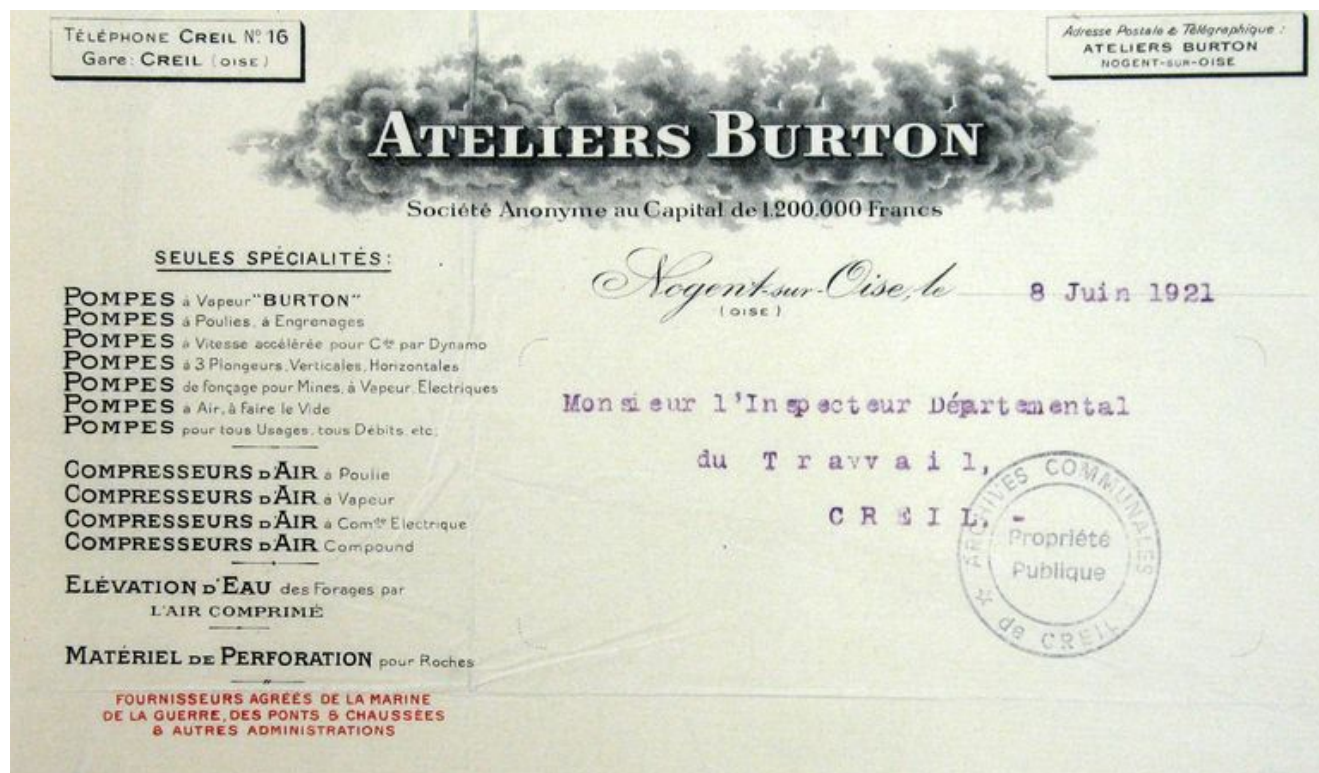 TÉLÉPHONE CREIL Nº 16
Gare: CREIL (OISE)
Adresse Postale & Télégraphique :
ATELIERS BURTON
NOGENT-SUR-OISE
ATELIERS BURTON
Société Anonyme au Capital de 1.200.000 Francs
SEULES SPÉCIALITÉS:
POMPES à Vapeur "BURTON"
POMPES à Poulies, à Engrenages
POMPES à Vitesse accélérée pour Cde par Dynamo
POMPES à 3 Plongeurs, Verticales, Horizontales
POMPES de fonçage pour Mines, à Vapeur, Electriques
POMPES à Air, à faire le Vide
POMPES pour tous Usages, tous Débits, etc;
COMPRESSEURS D'AIR à Poulie
COMPRESSEURS D'AIR à Vapeur
COMPRESSEURS D'AIR à Comde Electrique
COMPRESSEURS D'AIR Compound
ELÉVATION D'EAU des Forages par
L'AIR COMPRIMÉ
MATÉRIEL DE PERFORATION pour Roches
FOURNISSEURS AGRÉÉS DE LA MARINE
DE LA GUERRE, DES PONTS & CHAUSSÉES
& AUTRES ADMINISTRATIONS
Nogent-sur-Oise, le 8 Juin 1921
(OISE)
Monsieur l'Inspecteur Départemental
du Travvail,
CREIL, -
ARCHIVES COMMUNALES
Propriété
Publique
de CREIL